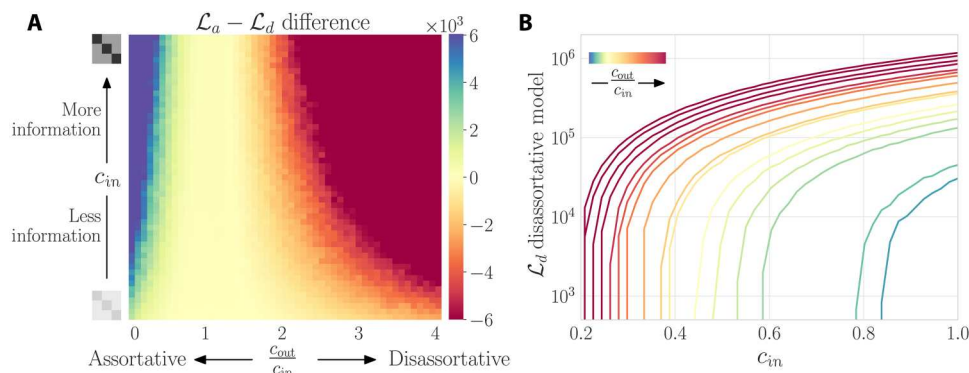 A
ℒₐ − ℒ_d difference
×10³
More
information
c_in
Less
information
6
4
2
0
−2
−4
−6
0 1 2 3 4
Assortative c_out/c_in Disassortative
B
ℒ_d disassortative model
10⁶
10⁵
10⁴
10³
c_out/c_in
0.2 0.4 0.6 0.8 1.0
c_in